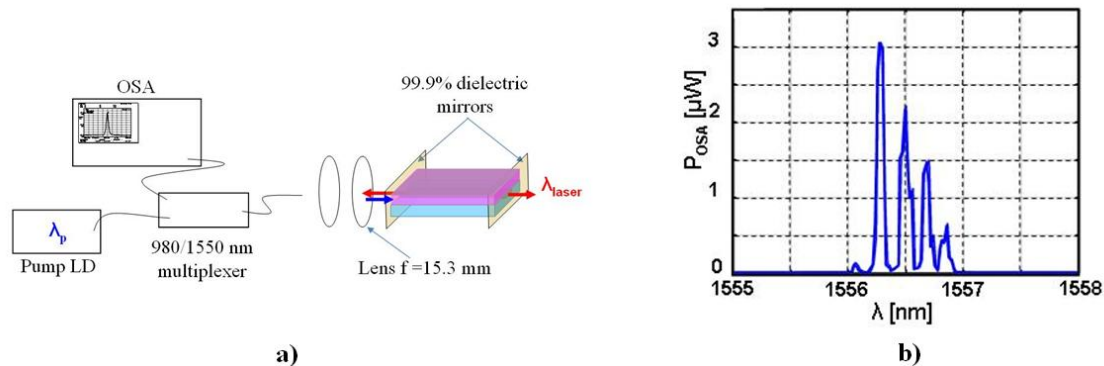 OSA
99.9% dielectric
mirrors
λp
Pump LD
980/1550 nm
multiplexer
Lens f =15.3 mm
λlaser
a)
P_OSA [µW]
3
2
1
0
1555
1556
1557
1558
λ [nm]
b)